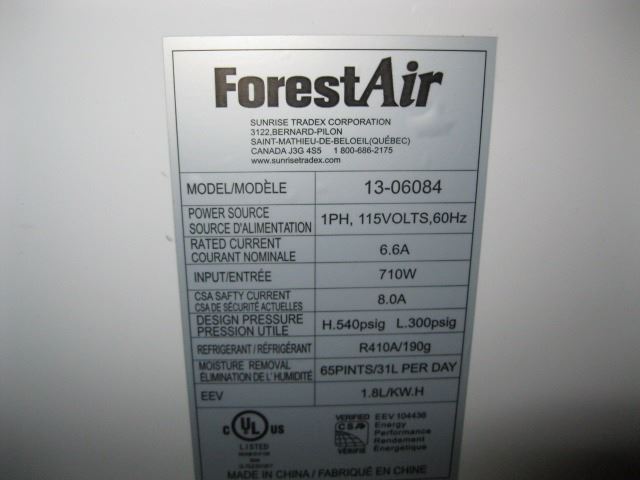 ForestAir
SUNRISE TRADEX CORPORATION
3122,BERNARD-PILON
SAINT-MATHIEU-DE-BELOEIL(QUÉBEC)
CANADA J3G 4S5 1 800-686-2175
www.sunrisetradex.com
MODEL/MODÈLE 13-06084
POWER SOURCE
SOURCE D'ALIMENTATION 1PH, 115VOLTS,60Hz
RATED CURRENT
COURANT NOMINALE 6.6A
INPUT/ENTRÉE 710W
CSA SAFTY CURRENT
CSA DE SÉCURITÉ ACTUELLES 8.0A
DESIGN PRESSURE
PRESSION UTILE H.540psig L.300psig
REFRIGERANT / RÉFRIGÉRANT R410A/190g
MOISTURE REMOVAL
ÉLIMINATION DE L' HUMIDITÉ 65PINTS/31L PER DAY
EEV 1.8L/KW.H
C UL US
LISTED
VERIFIED EEV 104436
CSA Energy
Performance
Rendement
VERIFIÉ Énergétique
MADE IN CHINA / FABRIQUÉ EN CHINE